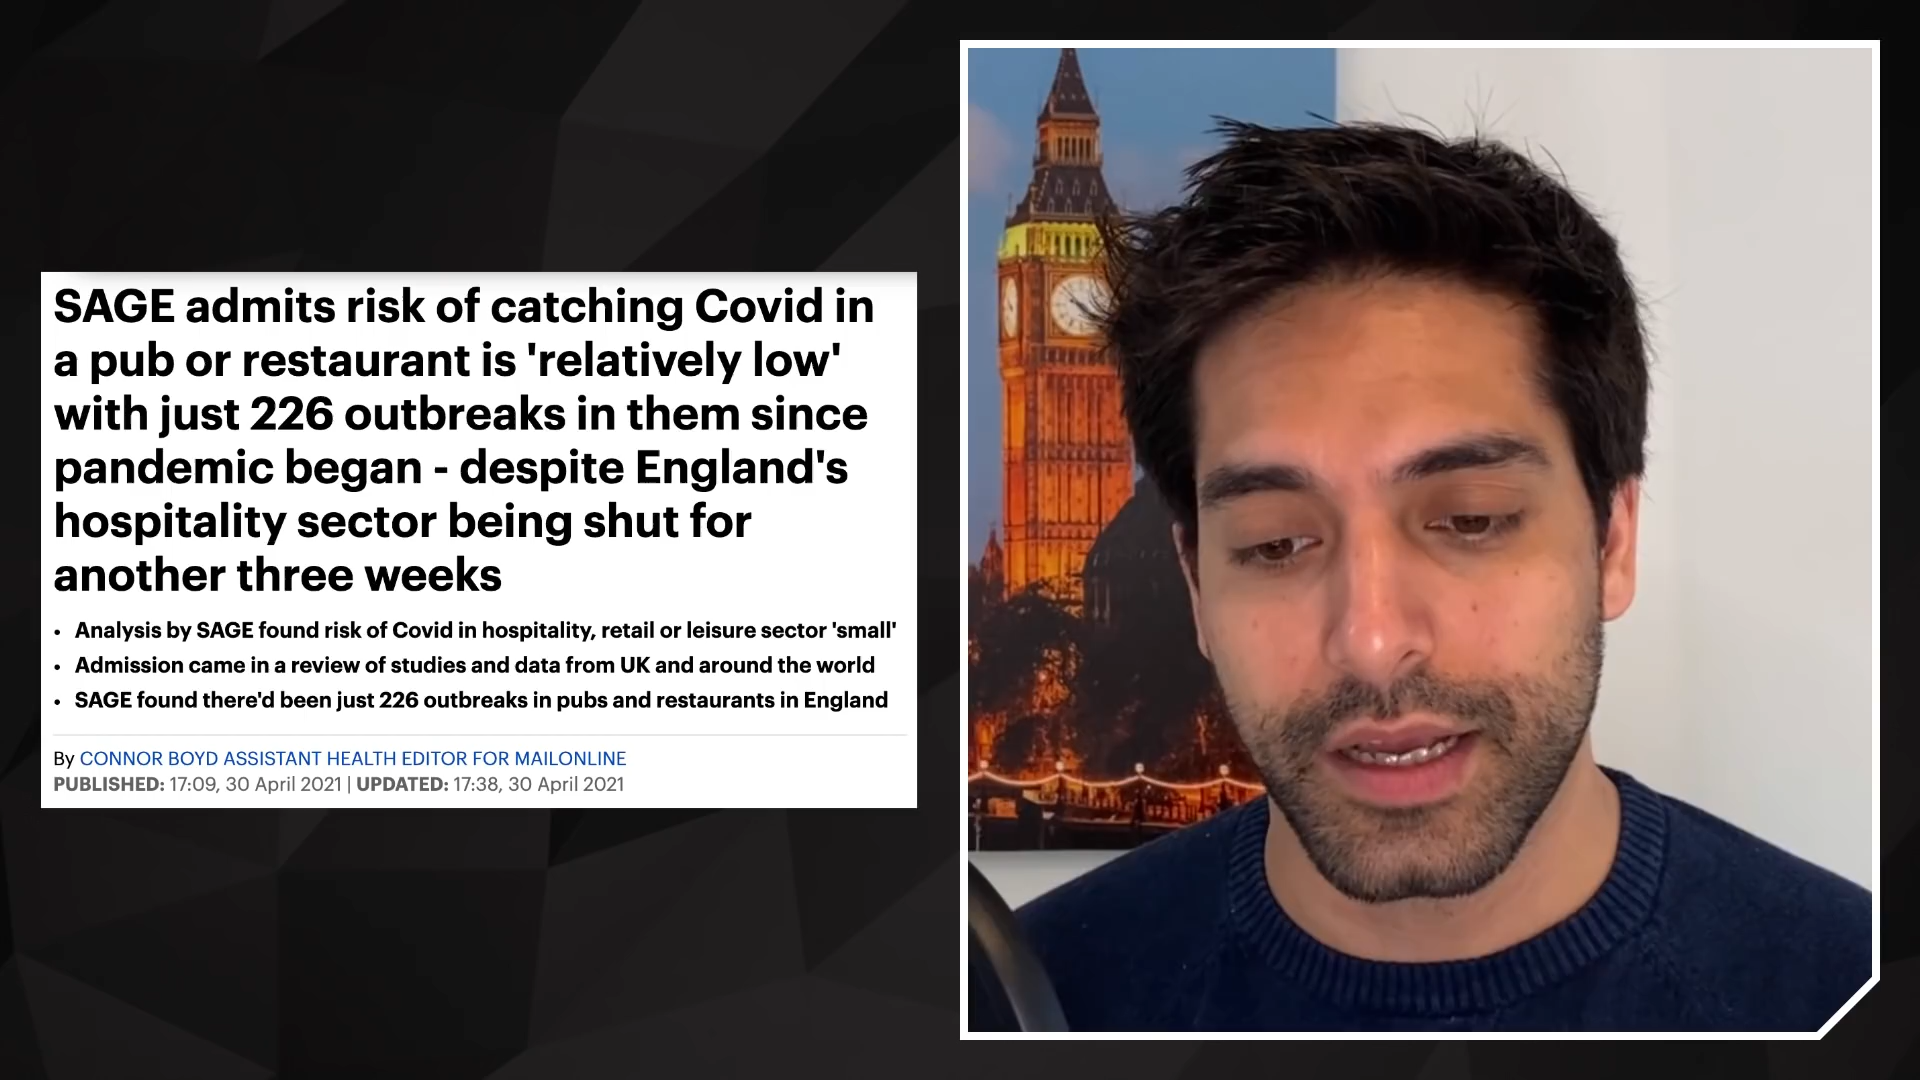 SAGE admits risk of catching Covid in
a pub or restaurant is 'relatively low'
with just 226 outbreaks in them since
pandemic began - despite England's
hospitality sector being shut for
another three weeks
• Analysis by SAGE found risk of Covid in hospitality, retail or leisure sector 'small'
• Admission came in a review of studies and data from UK and around the world
• SAGE found there'd been just 226 outbreaks in pubs and restaurants in England
By CONNOR BOYD ASSISTANT HEALTH EDITOR FOR MAILONLINE
PUBLISHED: 17:09, 30 April 2021 | UPDATED: 17:38, 30 April 2021